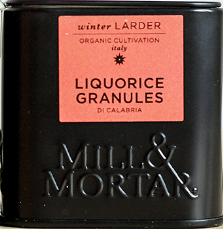 winter LARDER
ORGANIC CULTIVATION
italy
LIQUORICE
GRANULES
DI CALABRIA
MILL&
MORTAR